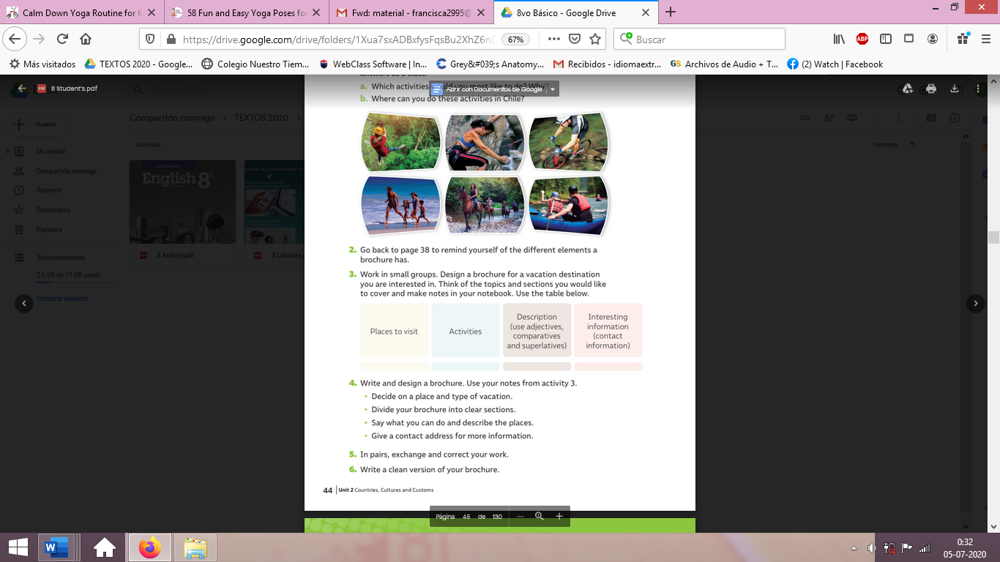 Calm Down Yoga Routine for K
58 Fun and Easy Yoga Poses for
Fwd: material - francisca2995@
8vo Básico - Google Drive
https://drive.google.com/drive/folders/1Xua7sxADBxfysFqsBu2XhZ6n
67%
Buscar
Más visitados
TEXTOS 2020 - Google...
Colegio Nuestro Tiem...
WebClass Software | In...
Grey&#039;s Anatomy...
Recibidos - idiomaextr...
Archivos de Audio + T...
(2) Watch | Facebook
answers as a class.
8 Student's.pdf
Buscar en Drive
a. Which activities would you most like to do? Why?
Abrir con Documentos de Google
b. Where can you do these activities in Chile?
Nuevo
Compartido conmigo
TEXTOS 2020
Mi unidad
Compartido conmigo
Reciente
Destacados
Papelera
Almacenamiento
2,6 GB de 15 GB usado
Comprar espacio
Archivos
Nombre
English 8°
8 Activity.pdf
8 Láminas.p
2. Go back to page 38 to remind yourself of the different elements a
brochure has.
3. Work in small groups. Design a brochure for a vacation destination
you are interested in. Think of the topics and sections you would like
to cover and make notes in your notebook. Use the table below.
Places to visit
Activities
Description
(use adjectives,
comparatives
and superlatives)
Interesting
information
(contact
information)
4. Write and design a brochure. Use your notes from activity 3.
• Decide on a place and type of vacation.
• Divide your brochure into clear sections.
• Say what you can do and describe the places.
• Give a contact address for more information.
5. In pairs, exchange and correct your work.
6. Write a clean version of your brochure.
44 Unit 2 Countries, Cultures and Customs
Página 45 de 130
0:32
05-07-2020